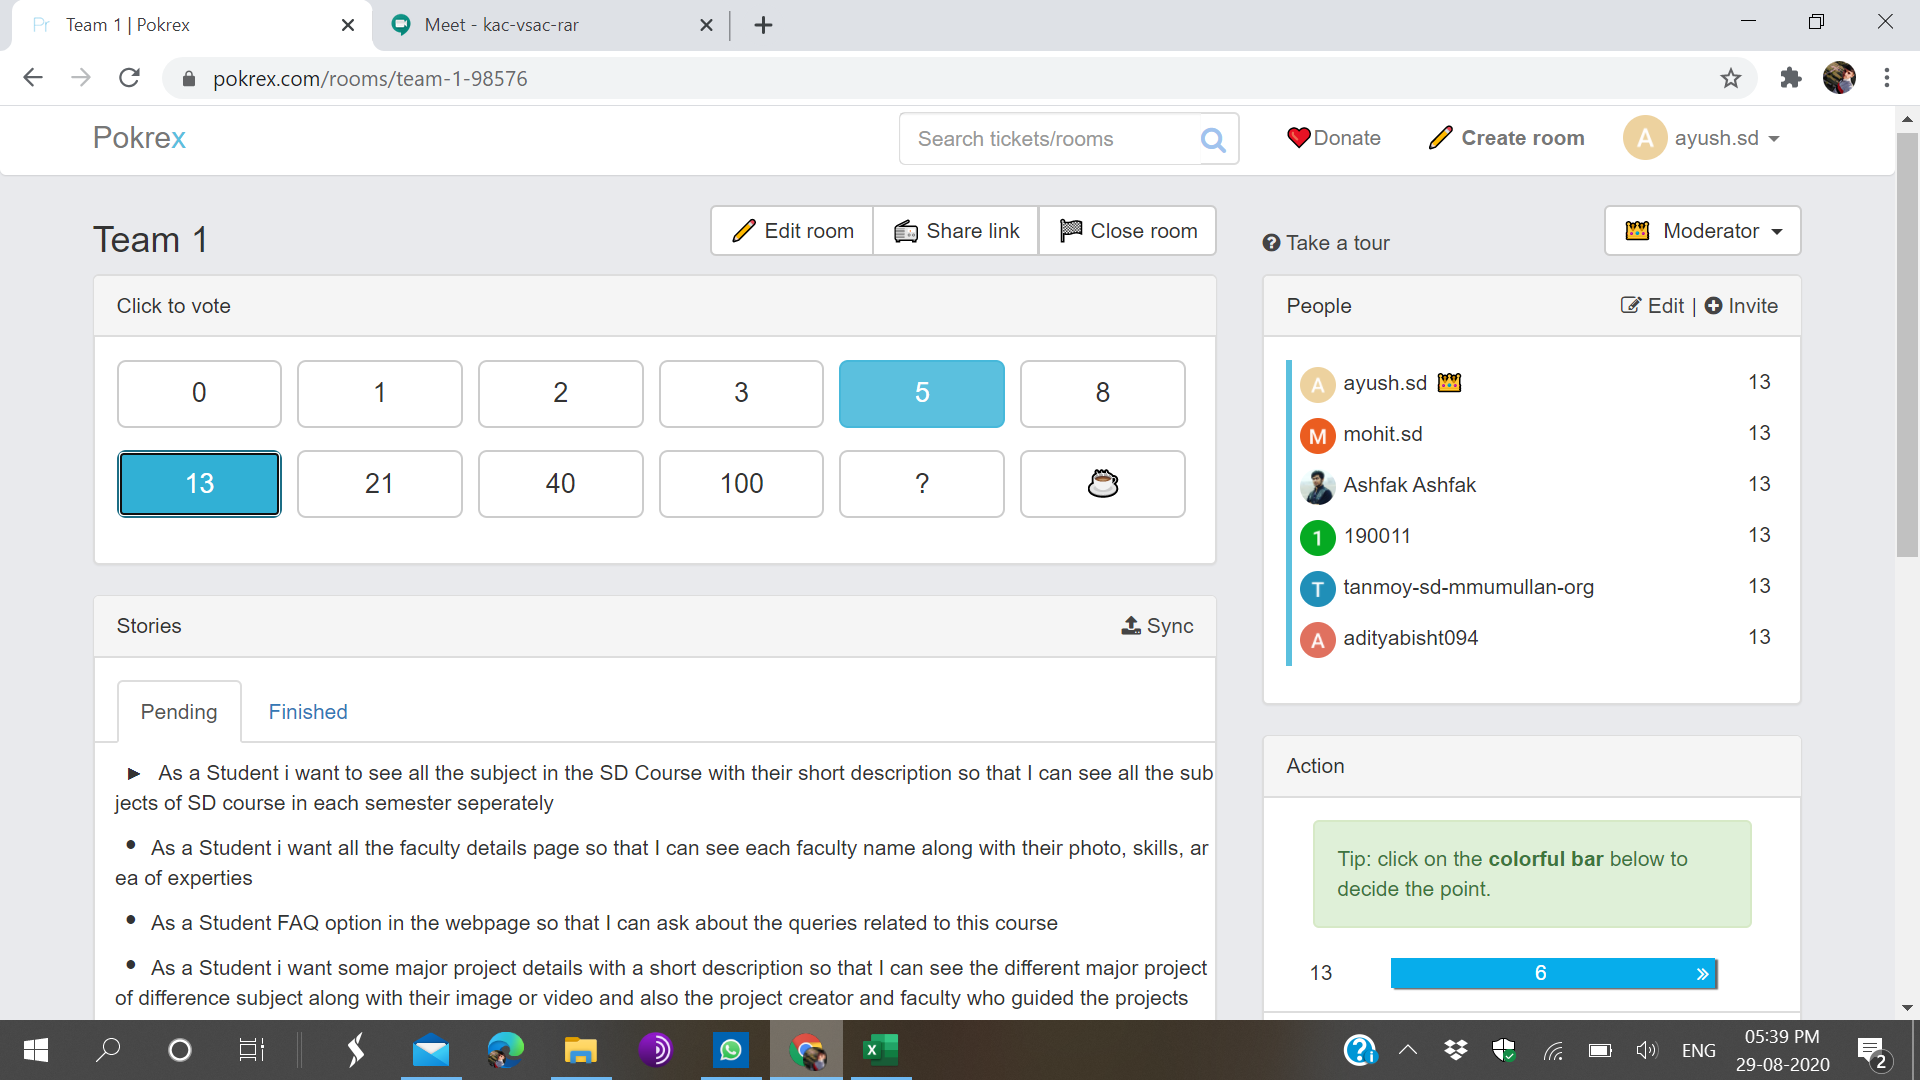 Team 1 | Pokrex
Meet - kac-vsac-rar
pokrex.com/rooms/team-1-98576
Pokrex
Search tickets/rooms
Donate
Create room
A
ayush.sd
Team 1
Edit room
Share link
Close room
Take a tour
Moderator
Click to vote
0
1
2
3
5
8
13
21
40
100
?
People
Edit | Invite
A ayush.sd 13
M mohit.sd 13
Ashfak Ashfak 13
1 190011 13
T tanmoy-sd-mmumullan-org 13
A adityabisht094 13
Stories
Sync
Pending
Finished
As a Student i want to see all the subject in the SD Course with their short description so that I can see all the sub
jects of SD course in each semester seperately
As a Student i want all the faculty details page so that I can see each faculty name along with their photo, skills, ar
ea of experties
As a Student FAQ option in the webpage so that I can ask about the queries related to this course
As a Student i want some major project details with a short description so that I can see the different major project
of difference subject along with their image or video and also the project creator and faculty who guided the projects
Action
Tip: click on the colorful bar below to
decide the point.
13
6
ENG
05:39 PM
29-08-2020
2